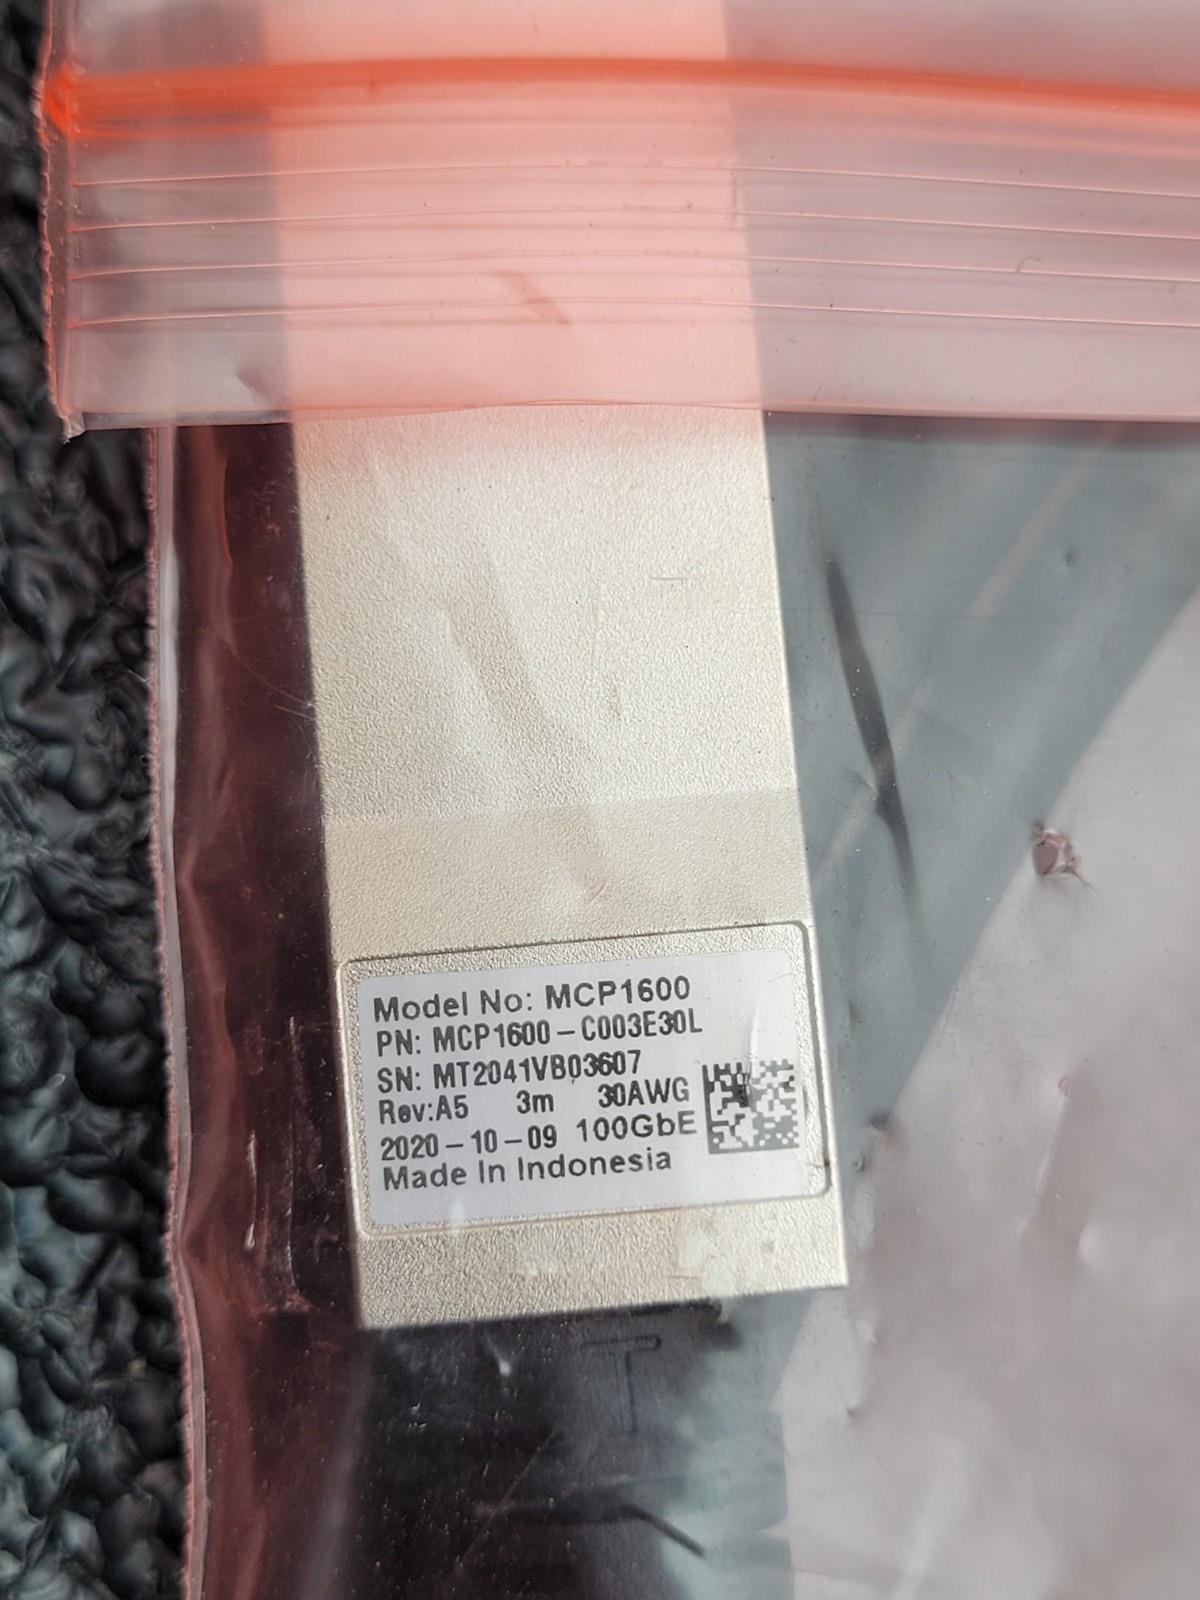 Model No: MCP1600
PN: MCP1600-C003E30L
SN: MT2041VB03607
Rev:A5 3m 30AWG
2020-10-09 100GbE
Made In Indonesia